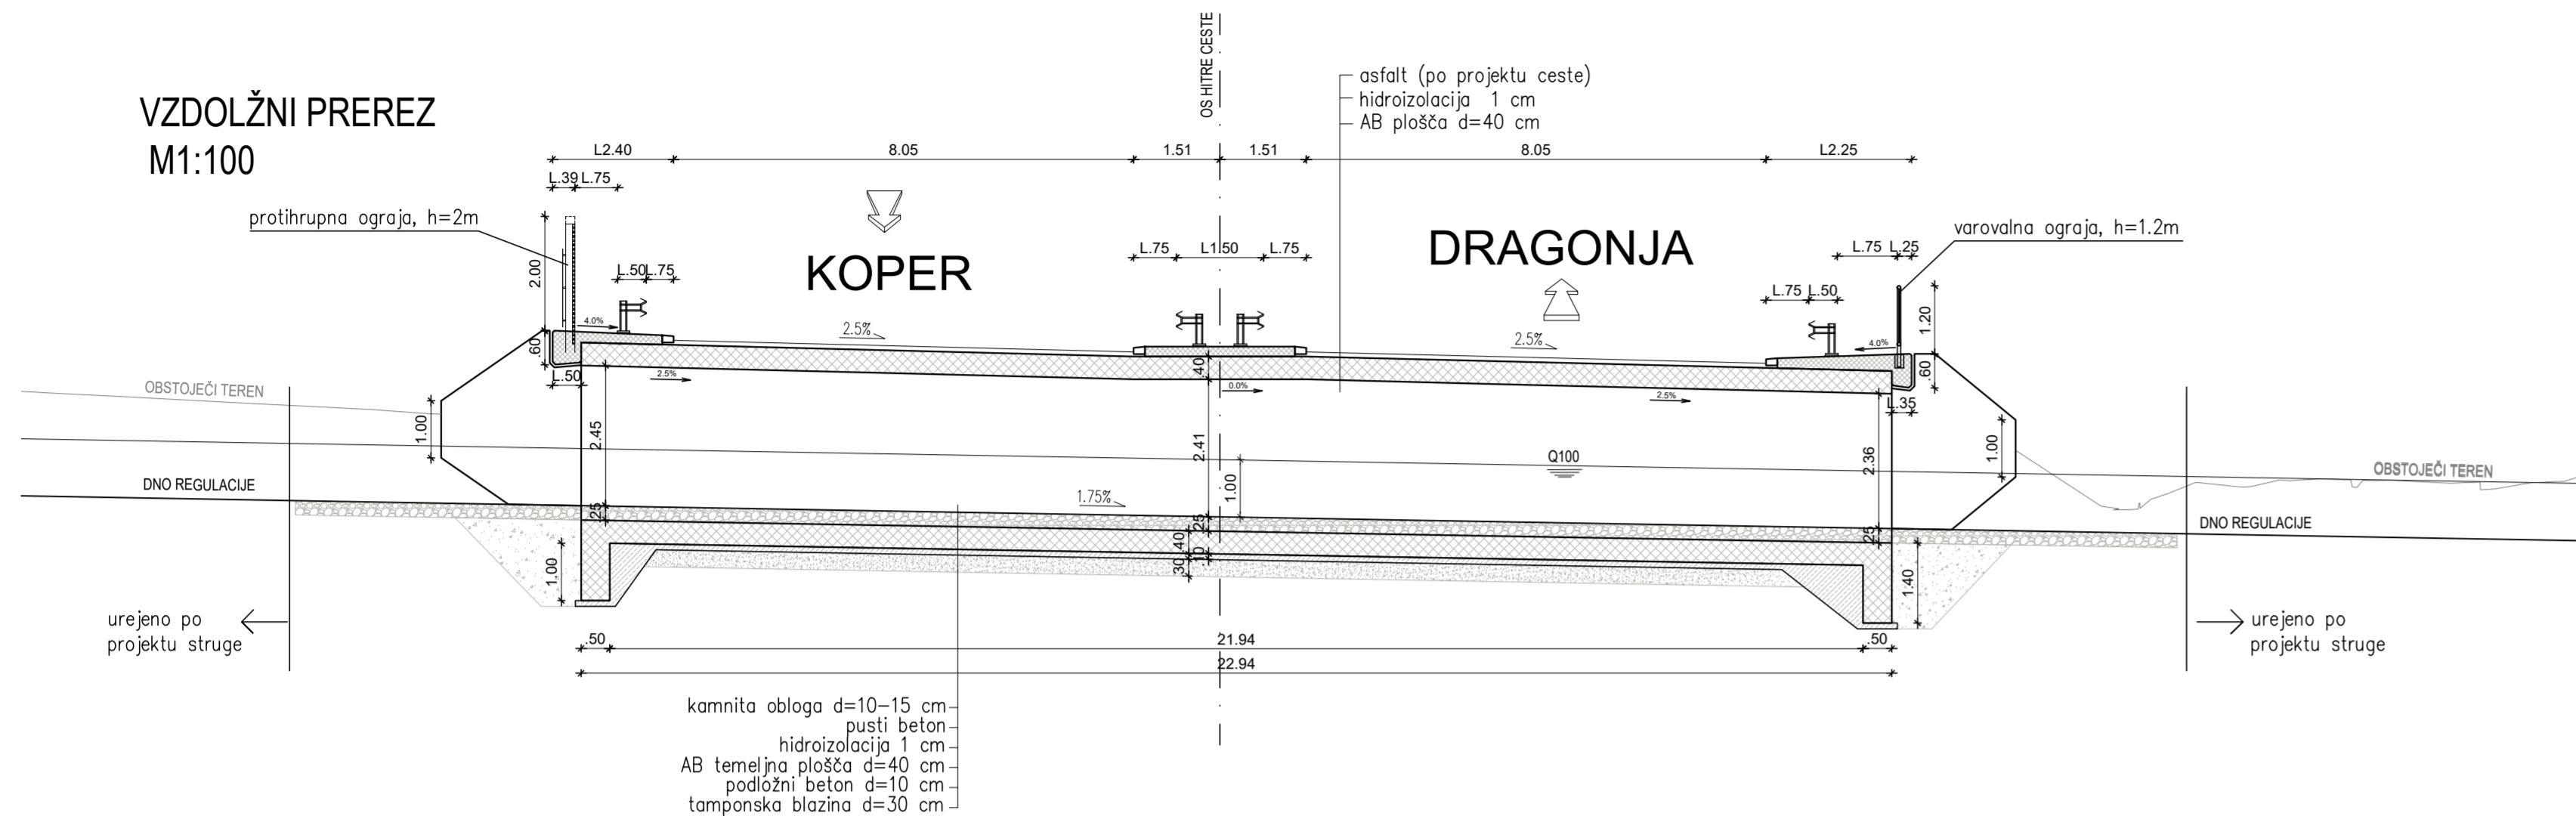 OS HITRE CESTE
VZDOLŽNI PREREZ
M1:100
asfalt (po projektu ceste)
hidroizolacija 1 cm
AB plošča d=40 cm
L2.40
8.05
1.51
1.51
8.05
L2.25
L.39
L.75
protihrupna ograja, h=2m
varovalna ograja, h=1.2m
KOPER
DRAGONJA
L.75
L1.50
L.75
L.75
L.25
2.00
L.50
L.75
L.75
L.50
1.20
4.0%
2.5%
2.5%
4.0%
.60
.60
.40
L.50
2.5%
0.0%
2.5%
L.35
OBSTOJEČI TEREN
1.00
2.45
2.41
1.00
Q100
2.36
1.00
OBSTOJEČI TEREN
DNO REGULACIJE
1.75%
.25
.25
.25
DNO REGULACIJE
1.00
.40
.10
.30
1.40
urejeno po
projektu struge
urejeno po
projektu struge
.50
21.94
.50
22.94
kamnita obloga d=10-15 cm
pusti beton
hidroizolacija 1 cm
AB temeljna plošča d=40 cm
podložni beton d=10 cm
tamponska blazina d=30 cm